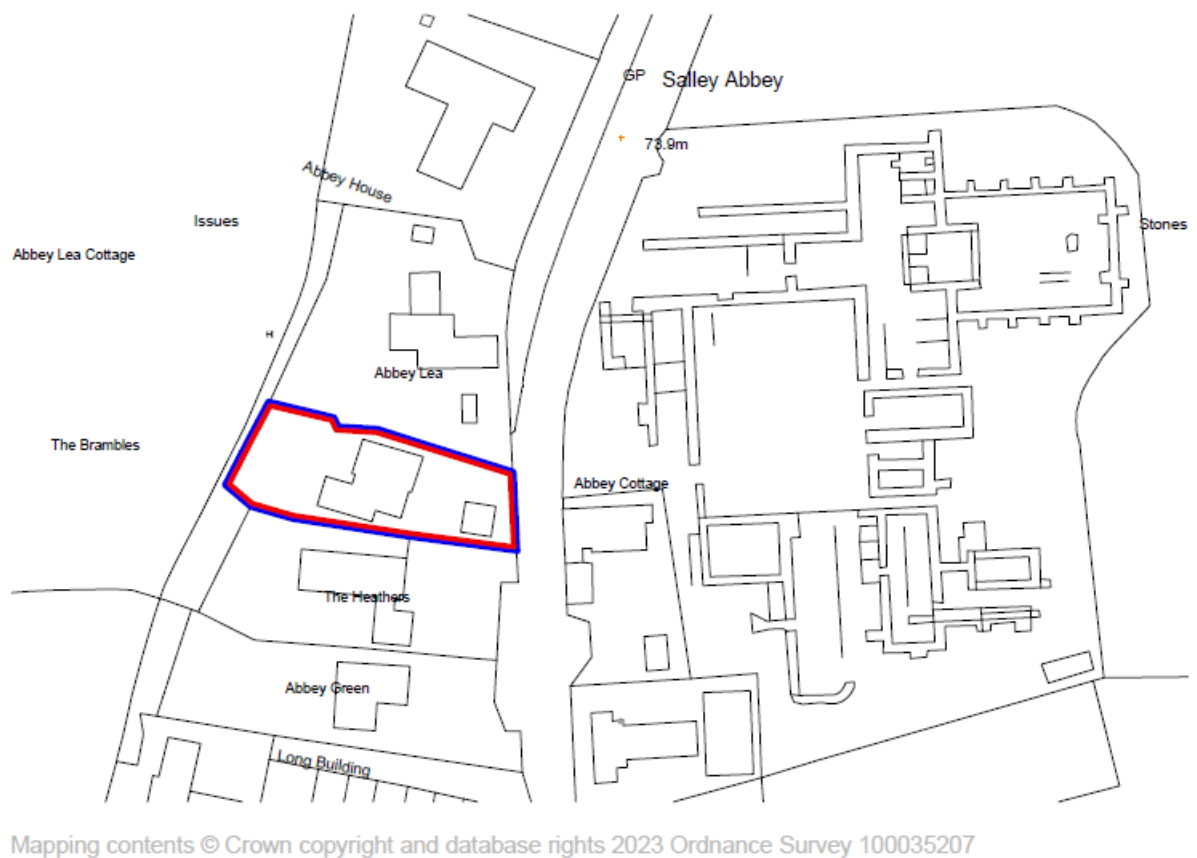 GP
Salley Abbey
73.9m
Abbey House
Issues
Stones
Abbey Lea Cottage
H
Abbey Lea
The Brambles
Abbey Cottage
The Heathers
Abbey Green
Long Building
Mapping contents © Crown copyright and database rights 2023 Ordnance Survey 100035207